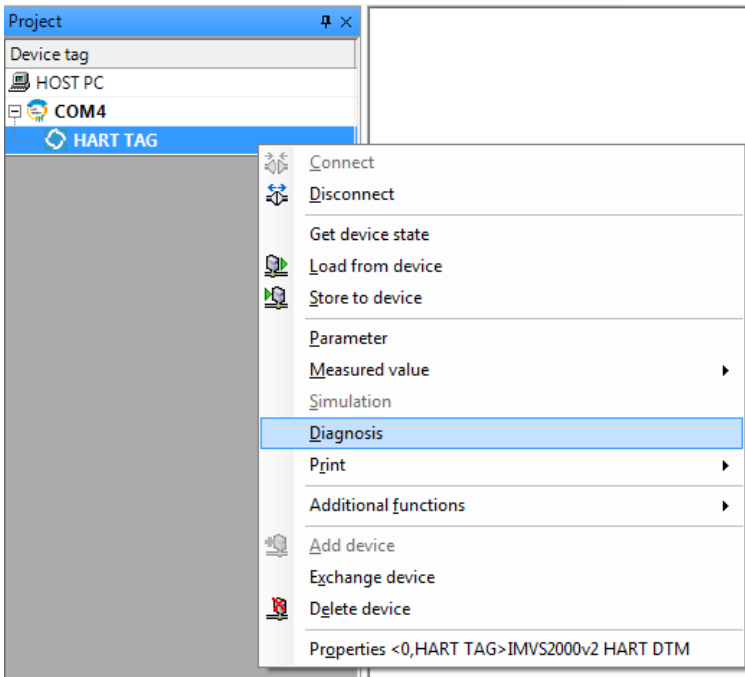 Project
Device tag
HOST PC
COM4
HART TAG
Connect
Disconnect
Get device state
Load from device
Store to device
Parameter
Measured value
Simulation
Diagnosis
Print
Additional functions
Add device
Exchange device
Delete device
Properties <0,HART TAG>IMVS2000v2 HART DTM